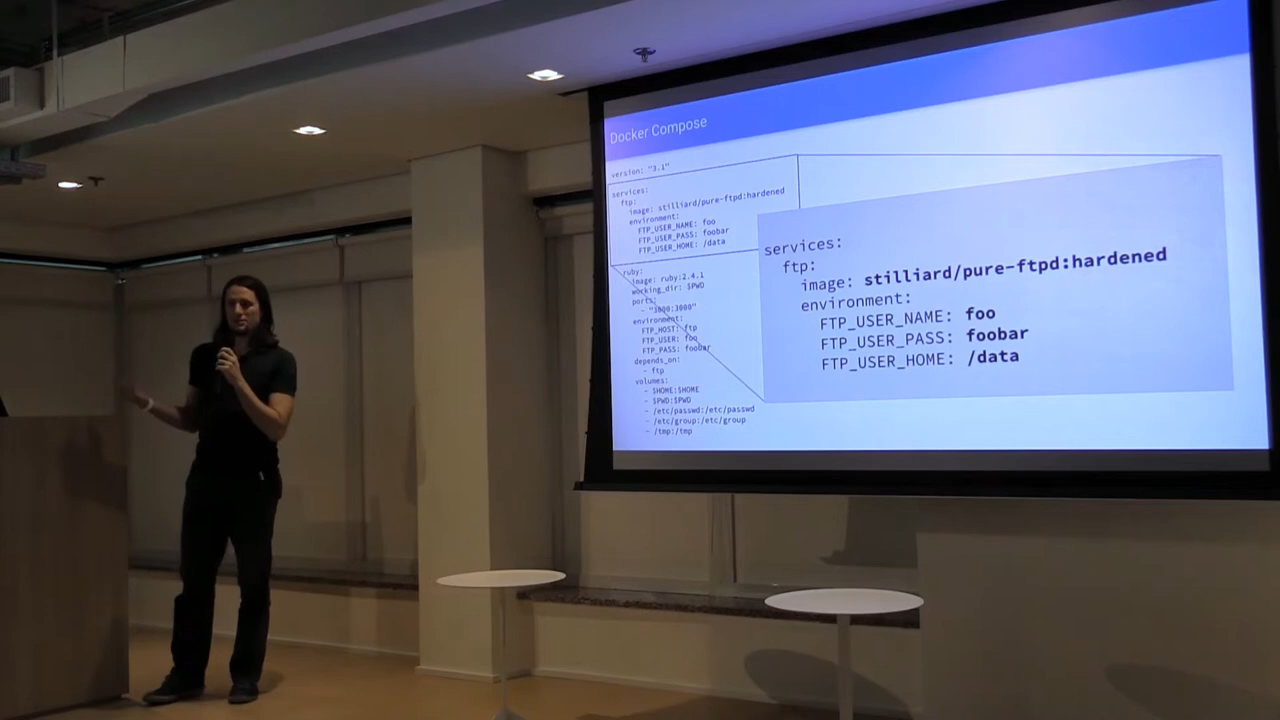 Docker Compose
version: "3.1"
services:
ftp:
image: stilliard/pure-ftpd:hardened
environment:
FTP_USER_NAME: foo
FTP_USER_PASS: foobar
FTP_USER_HOME: /data
ruby:
image: ruby:2.4.1
working_dir: $PWD
ports:
- "3000:3000"
environment:
FTP_HOST: ftp
FTP_USER: foo
FTP_PASS: foobar
depends_on:
- ftp
volumes:
- $HOME:$HOME
- $PWD:$PWD
- /etc/passwd:/etc/passwd
- /etc/group:/etc/group
- /tmp:/tmp
services:
ftp:
image: stilliard/pure-ftpd:hardened
environment:
FTP_USER_NAME: foo
FTP_USER_PASS: foobar
FTP_USER_HOME: /data